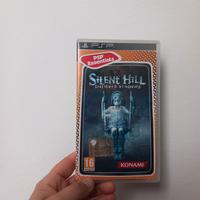 PSP
PSP
Essentials
SILENT HILL
SHATTERED MEMORIES
16
KONAMI